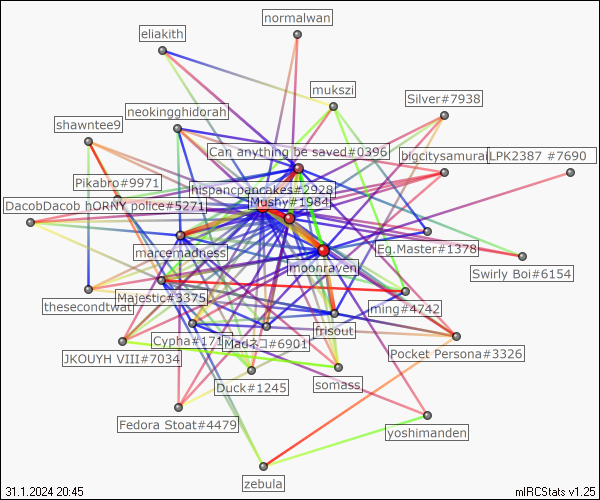 normalwan
eliakith
mukszi
Silver#7938
neokingghidorah
shawntee9
Can anything be saved#0396
bigcitysamurai
LPK2387 #7690
Pikabro#9971
hispancpancakes#2928
Mushy#1984
DacobDacob hORNY police#5271
marcemadness
Eg.Master#1378
moonraven
Swirly Boi#6154
Majestic#3375
thesecondtwat
ming#4742
frisout
Cypha#171
Madネコ#6901
JKOUYH VIII#7034
Pocket Persona#3326
Duck#1245
somass
Fedora Stoat#4479
yoshimanden
zebula
31.1.2024 20:45
mIRCStats v1.25